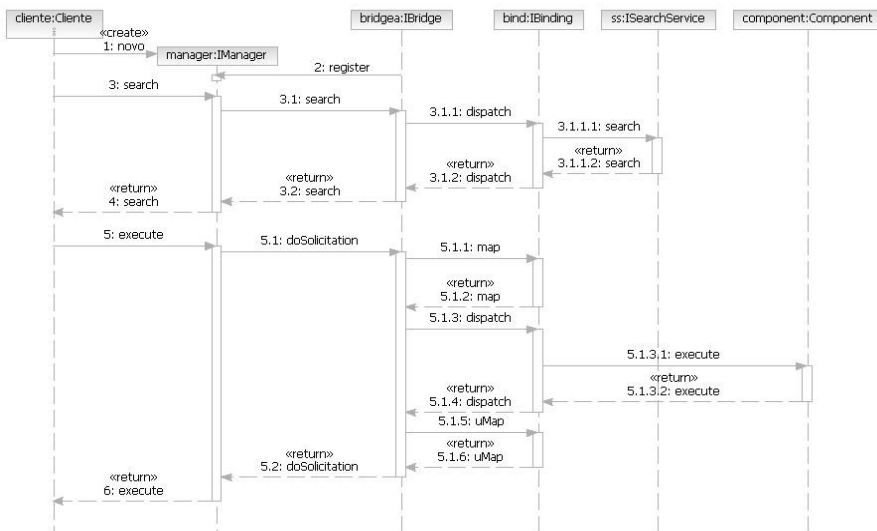 cliente:Cliente
bridgea:IBridge
bind:IBinding
ss:ISearchService
component:Component
«create»
1: novo
manager:IManager
2: register
3: search
3.1: search
3.1.1: dispatch
3.1.1.1: search
«return»
3.1.1.2: search
«return»
3.1.2: dispatch
«return»
3.2: search
«return»
4: search
5: execute
5.1: doSolicitation
5.1.1: map
«return»
5.1.2: map
5.1.3: dispatch
5.1.3.1: execute
«return»
5.1.3.2: execute
«return»
5.1.4: dispatch
5.1.5: uMap
«return»
5.1.6: uMap
«return»
5.2: doSolicitation
«return»
6: execute